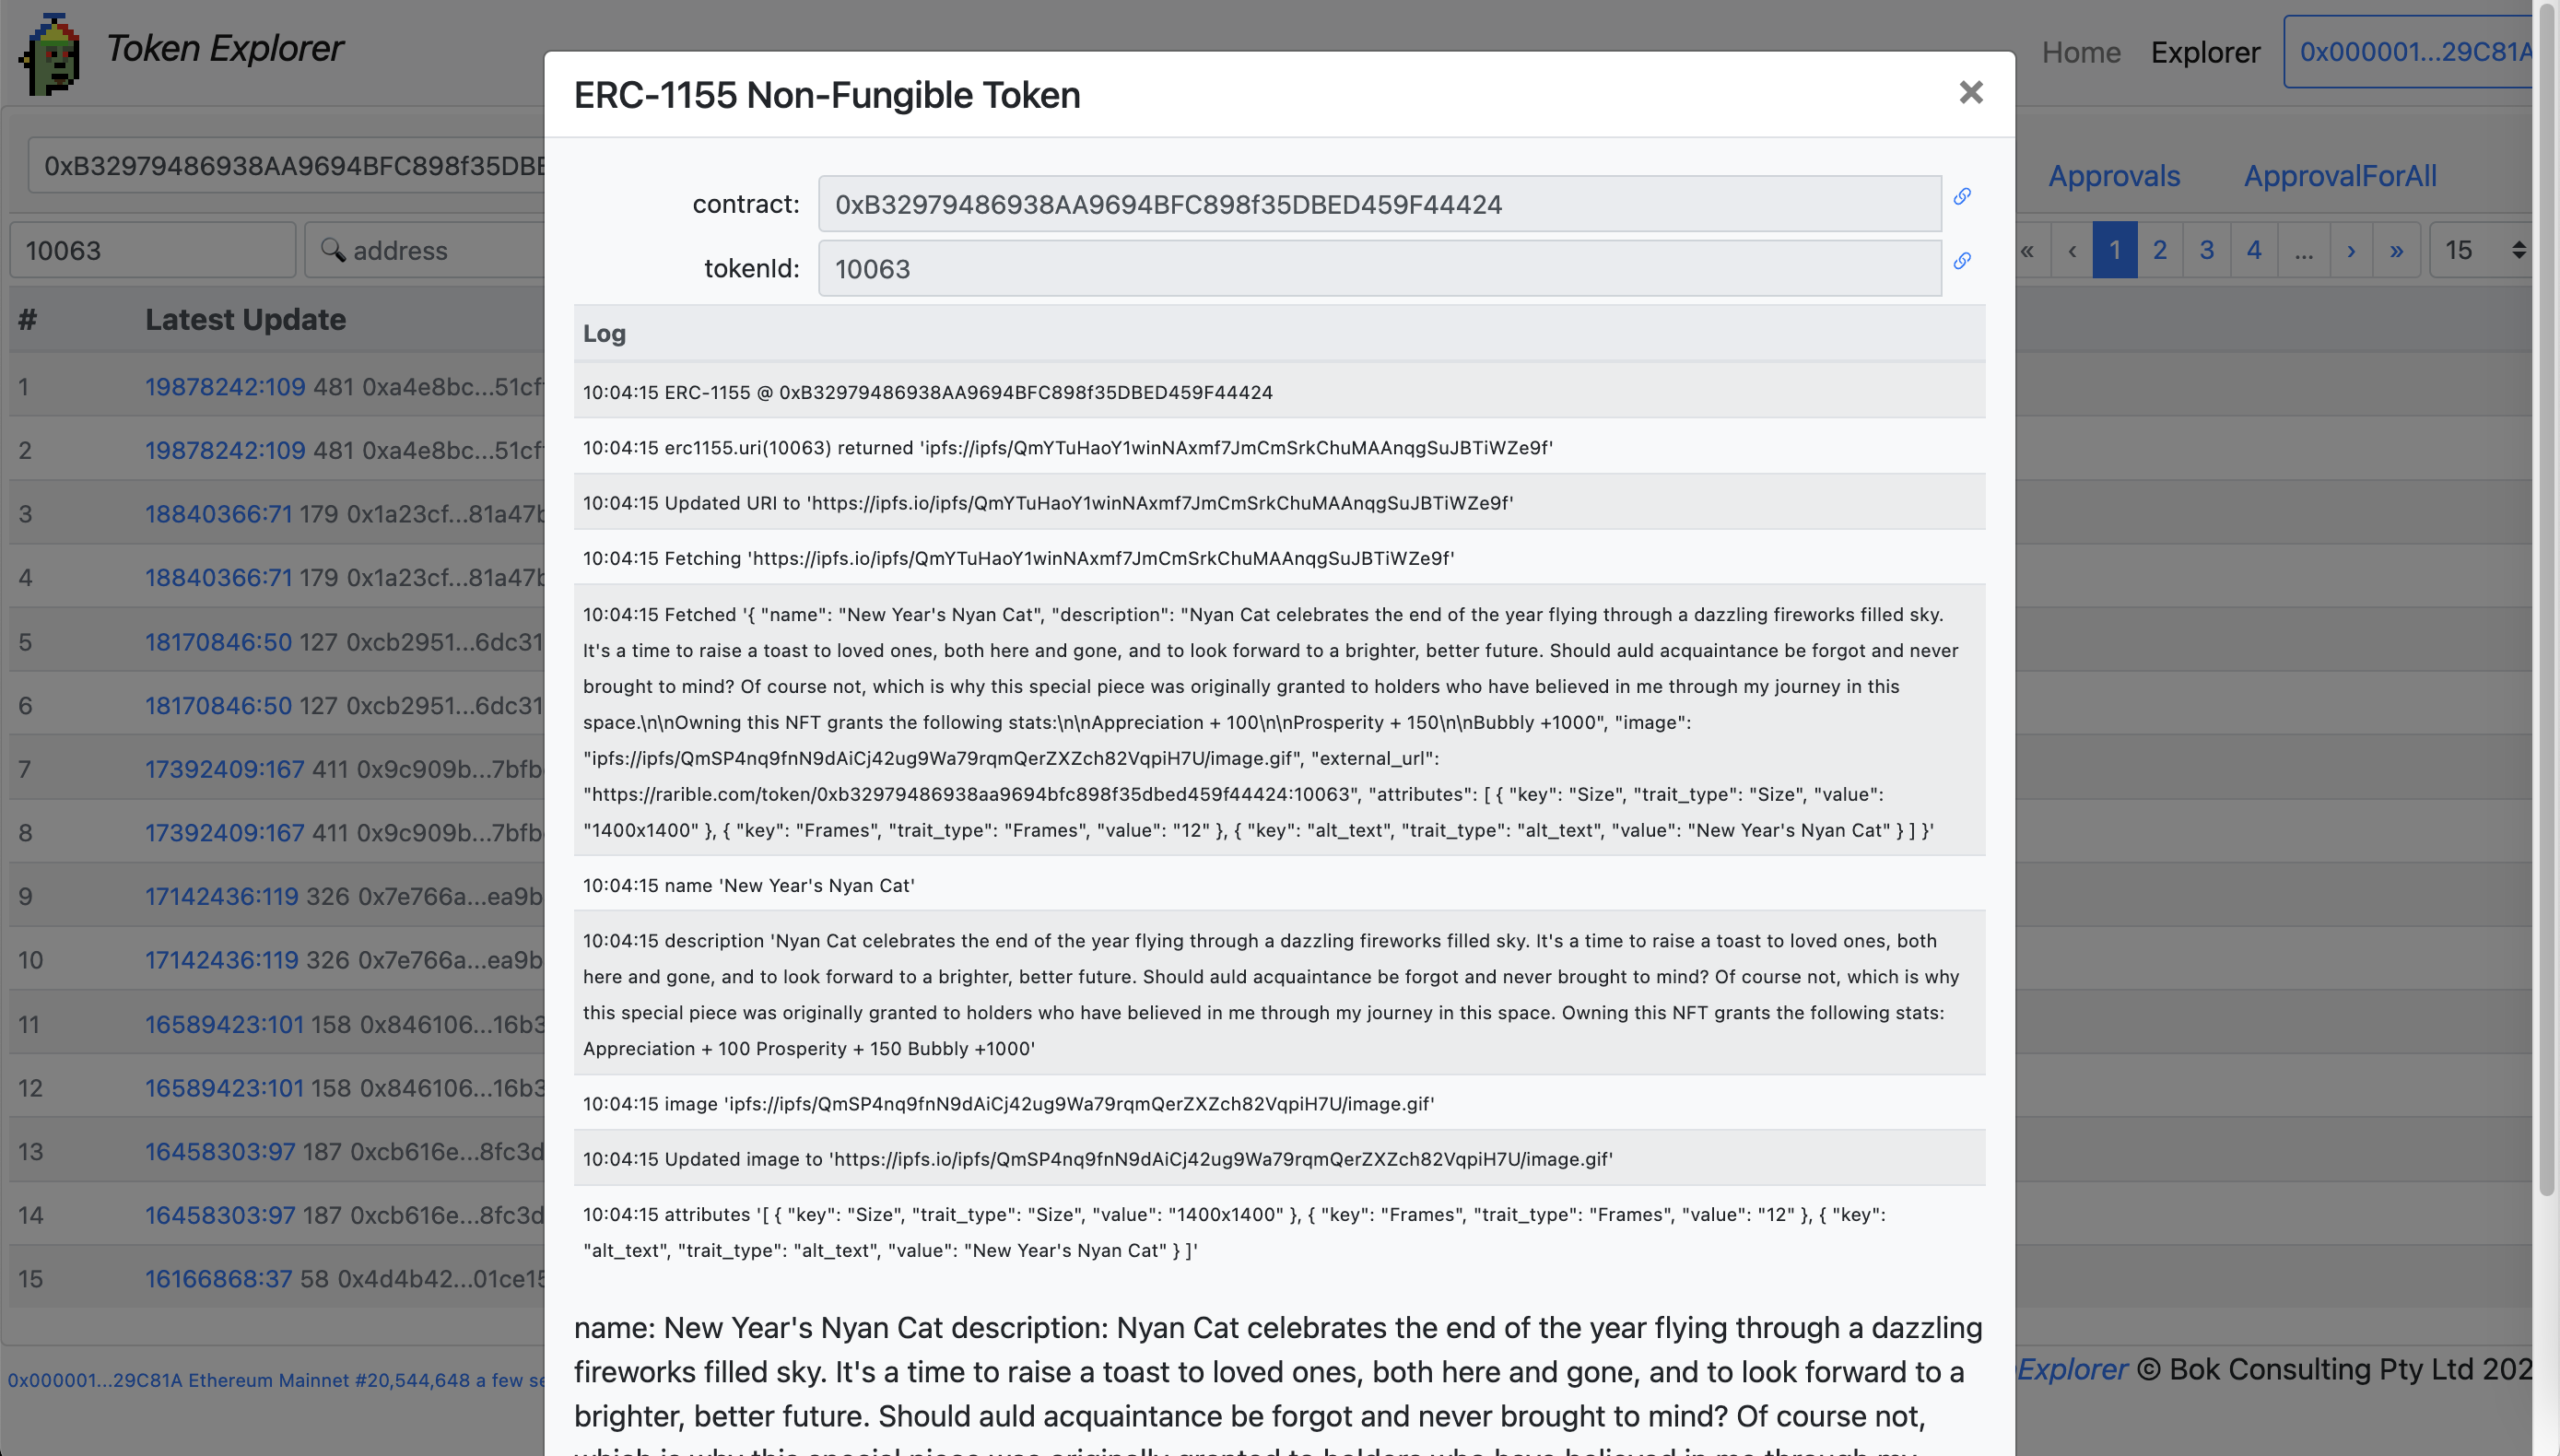 Token Explorer
Home
Explorer
0x000001...29C81A
0xB32979486938AA9694BFC898f35DBE
Approvals
ApprovalForAll
10063
address
«
‹
1
2
3
4
...
›
»
15
#
Latest Update
1
19878242:109 481 0xa4e8bc...51cf
2
19878242:109 481 0xa4e8bc...51cf
3
18840366:71 179 0x1a23cf...81a47b
4
18840366:71 179 0x1a23cf...81a47b
5
18170846:50 127 0xcb2951...6dc31
6
18170846:50 127 0xcb2951...6dc31
7
17392409:167 411 0x9c909b...7bfb
8
17392409:167 411 0x9c909b...7bfb
9
17142436:119 326 0x7e766a...ea9b
10
17142436:119 326 0x7e766a...ea9b
11
16589423:101 158 0x846106...16b3
12
16589423:101 158 0x846106...16b3
13
16458303:97 187 0xcb616e...8fc3d
14
16458303:97 187 0xcb616e...8fc3d
15
16166868:37 58 0x4d4b42...01ce15
0x000001...29C81A Ethereum Mainnet #20,544,648 a few se
Explorer © Bok Consulting Pty Ltd 202
ERC-1155 Non-Fungible Token
×
contract:
0xB32979486938AA9694BFC898f35DBED459F44424
tokenId:
10063
Log
10:04:15 ERC-1155 @ 0xB32979486938AA9694BFC898f35DBED459F44424
10:04:15 erc1155.uri(10063) returned 'ipfs://ipfs/QmYTuHaoY1winNAxmf7JmCmSrkChuMAAnqgSuJBTiWZe9f'
10:04:15 Updated URI to 'https://ipfs.io/ipfs/QmYTuHaoY1winNAxmf7JmCmSrkChuMAAnqgSuJBTiWZe9f'
10:04:15 Fetching 'https://ipfs.io/ipfs/QmYTuHaoY1winNAxmf7JmCmSrkChuMAAnqgSuJBTiWZe9f'
10:04:15 Fetched '{ "name": "New Year's Nyan Cat", "description": "Nyan Cat celebrates the end of the year flying through a dazzling fireworks filled sky.
It's a time to raise a toast to loved ones, both here and gone, and to look forward to a brighter, better future. Should auld acquaintance be forgot and never
brought to mind? Of course not, which is why this special piece was originally granted to holders who have believed in me through my journey in this
space.\n\nOwning this NFT grants the following stats:\n\nAppreciation + 100\n\nProsperity + 150\n\nBubbly +1000", "image":
"ipfs://ipfs/QmSP4nq9fnN9dAiCj42ug9Wa79rqmQerZXZch82VqpiH7U/image.gif", "external_url":
"https://rarible.com/token/0xb32979486938aa9694bfc898f35dbed459f44424:10063", "attributes": [ { "key": "Size", "trait_type": "Size", "value":
"1400x1400" }, { "key": "Frames", "trait_type": "Frames", "value": "12" }, { "key": "alt_text", "trait_type": "alt_text", "value": "New Year's Nyan Cat" } ] }'
10:04:15 name 'New Year's Nyan Cat'
10:04:15 description 'Nyan Cat celebrates the end of the year flying through a dazzling fireworks filled sky. It's a time to raise a toast to loved ones, both
here and gone, and to look forward to a brighter, better future. Should auld acquaintance be forgot and never brought to mind? Of course not, which is why
this special piece was originally granted to holders who have believed in me through my journey in this space. Owning this NFT grants the following stats:
Appreciation + 100 Prosperity + 150 Bubbly +1000'
10:04:15 image 'ipfs://ipfs/QmSP4nq9fnN9dAiCj42ug9Wa79rqmQerZXZch82VqpiH7U/image.gif'
10:04:15 Updated image to 'https://ipfs.io/ipfs/QmSP4nq9fnN9dAiCj42ug9Wa79rqmQerZXZch82VqpiH7U/image.gif'
10:04:15 attributes '[ { "key": "Size", "trait_type": "Size", "value": "1400x1400" }, { "key": "Frames", "trait_type": "Frames", "value": "12" }, { "key":
"alt_text", "trait_type": "alt_text", "value": "New Year's Nyan Cat" } ]'
name: New Year's Nyan Cat description: Nyan Cat celebrates the end of the year flying through a dazzling
fireworks filled sky. It's a time to raise a toast to loved ones, both here and gone, and to look forward to a
brighter, better future. Should auld acquaintance be forgot and never brought to mind? Of course not,
which is why this special piece was originally granted to holders who have believed in me through my